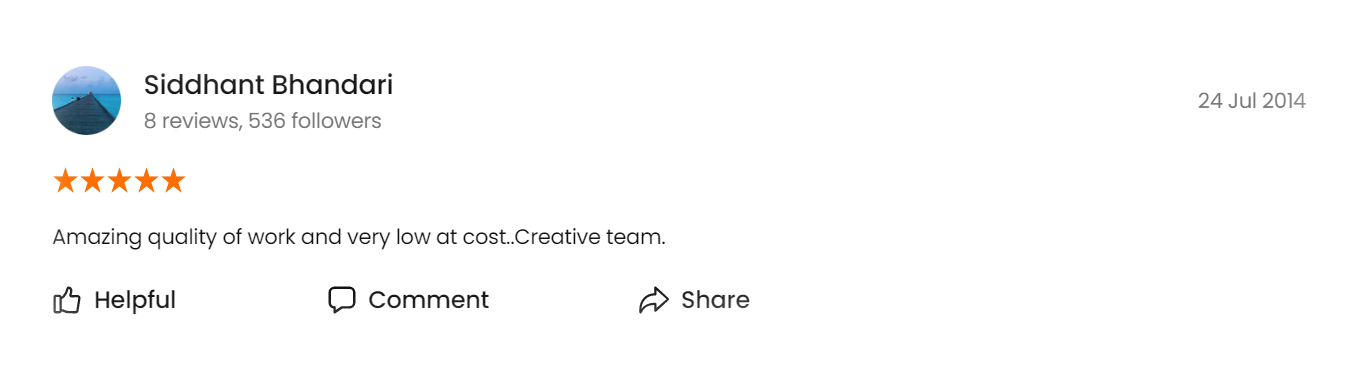 Siddhant Bhandari
8 reviews, 536 followers
24 Jul 2014
Amazing quality of work and very low at cost..Creative team.
Helpful Comment Share